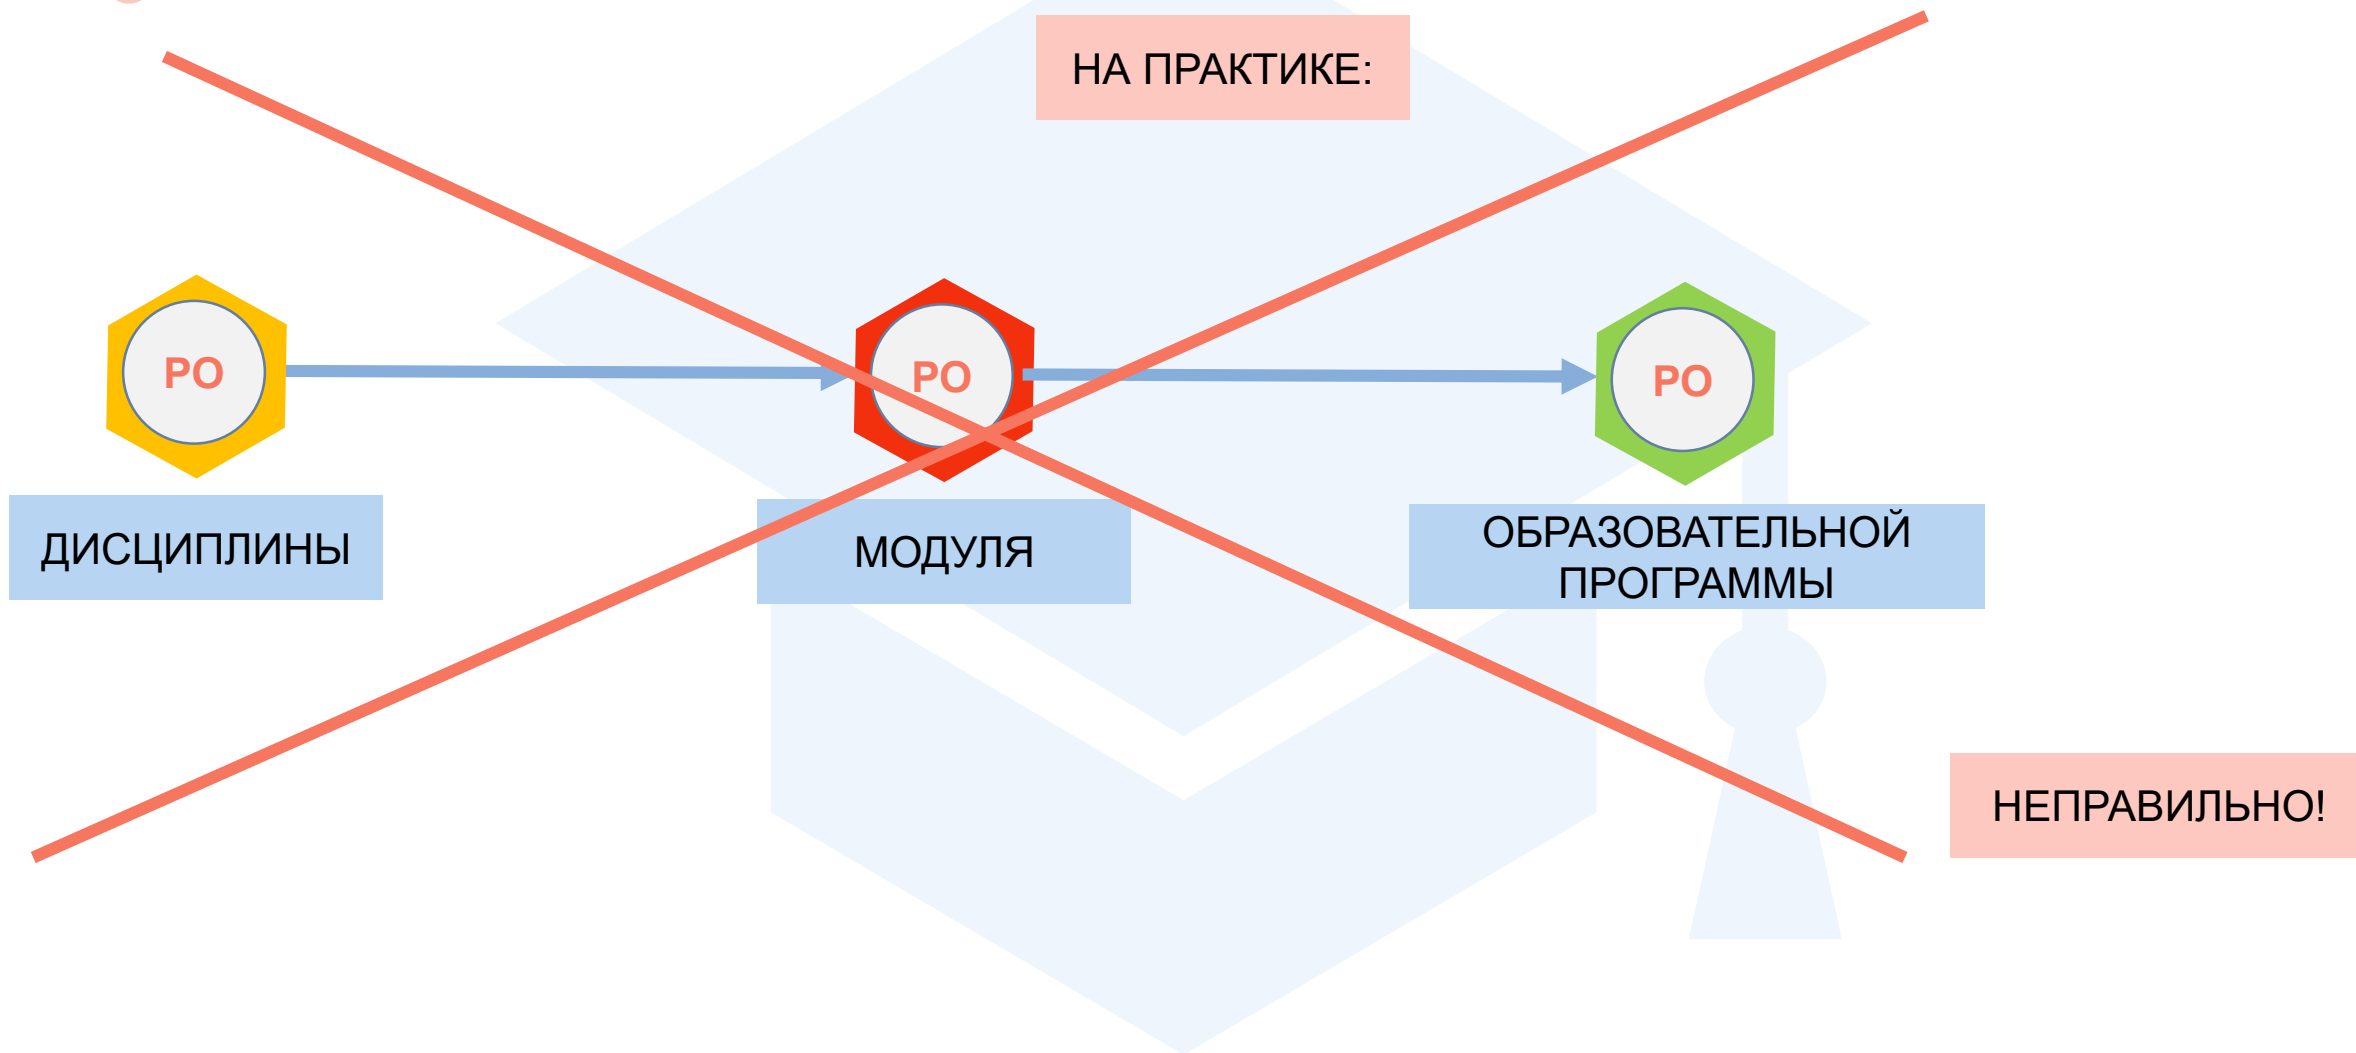 НА ПРАКТИКЕ:
РО
РО
РО
ДИСЦИПЛИНЫ
МОДУЛЯ
ОБРАЗОВАТЕЛЬНОЙ
ПРОГРАММЫ
НЕПРАВИЛЬНО!